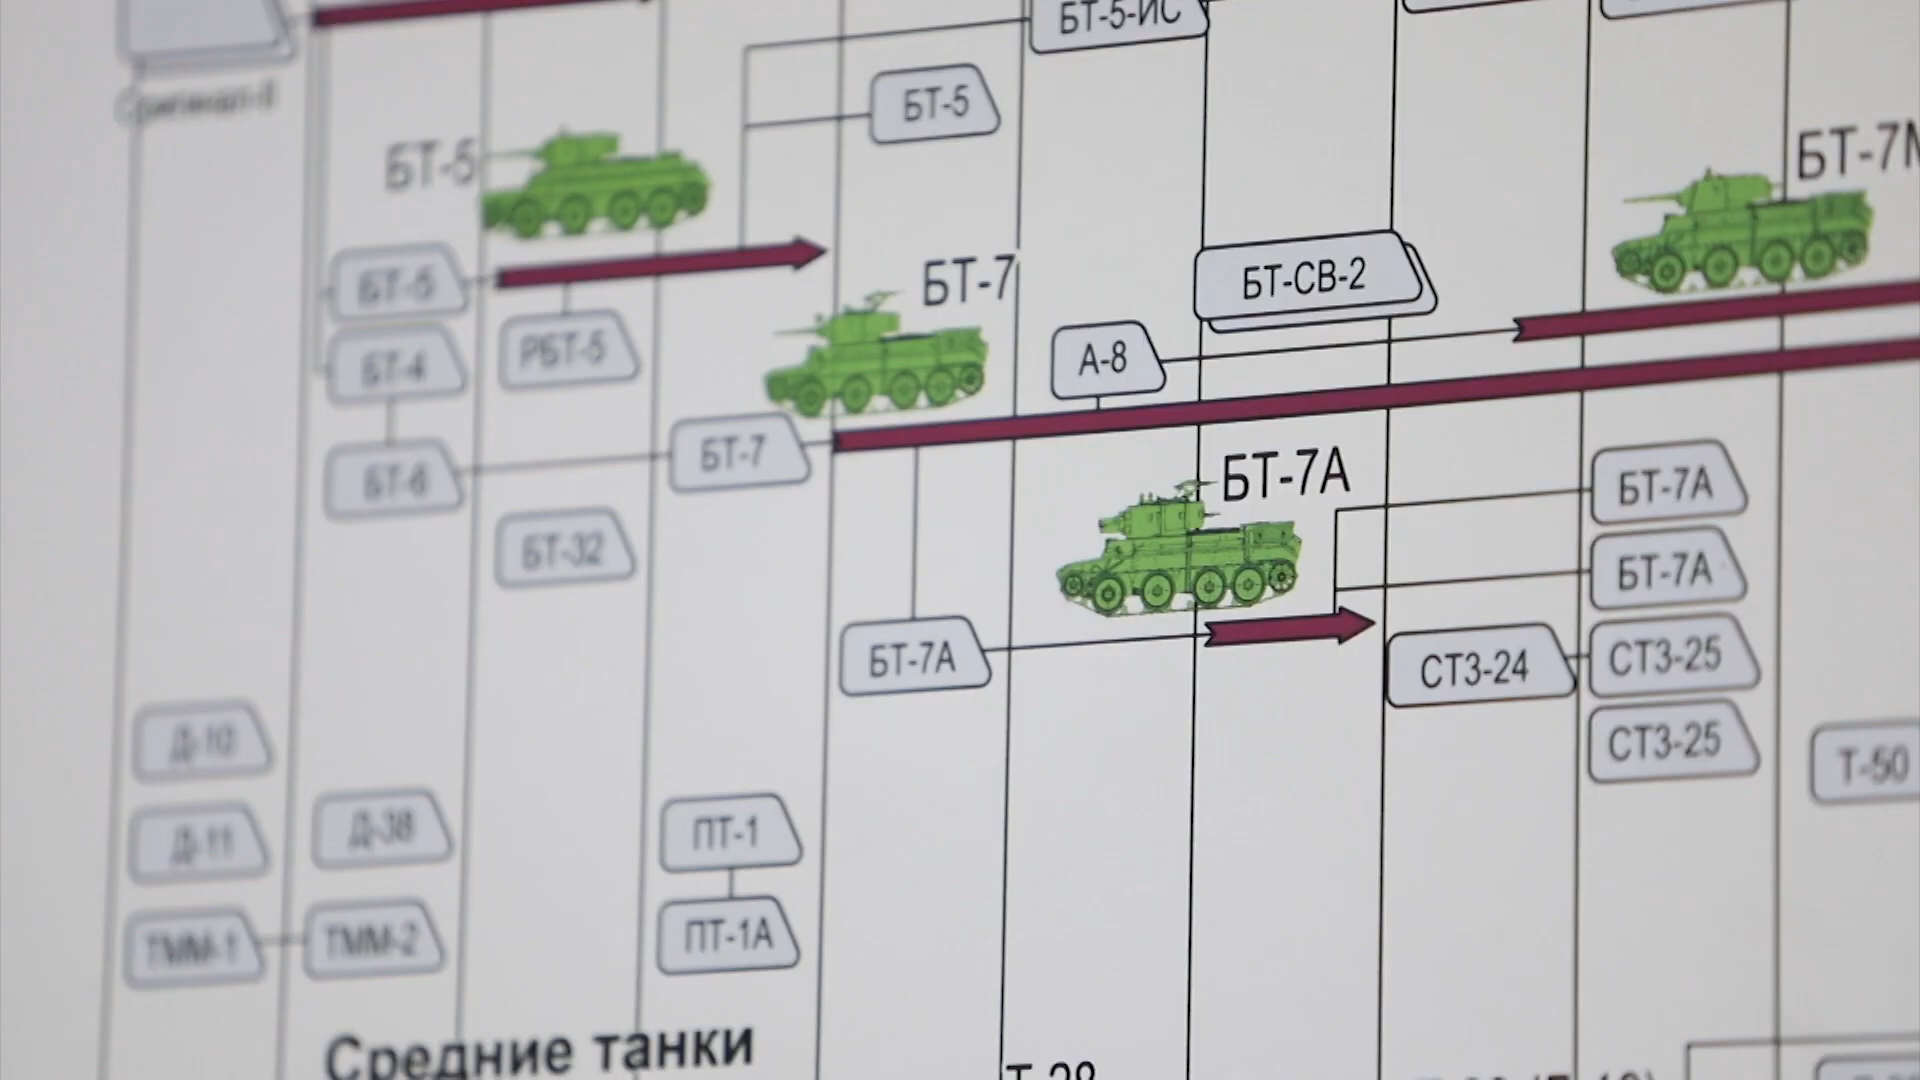 БТ-5-ИС
БТ-5
БТ-5
БТ-7М
БТ-5
БТ-7
БТ-СВ-2
РБТ-5
А-8
БТ-4
БТ-7
БТ-6
БТ-7А
БТ-7А
БТ-32
БТ-7А
БТ-7А
СТЗ-24
СТЗ-25
СТЗ-25
Д-10
Т-50
Д-11
Д-38
ПТ-1
ТММ-1
ТММ-2
ПТ-1А
Средние танки
Т-28